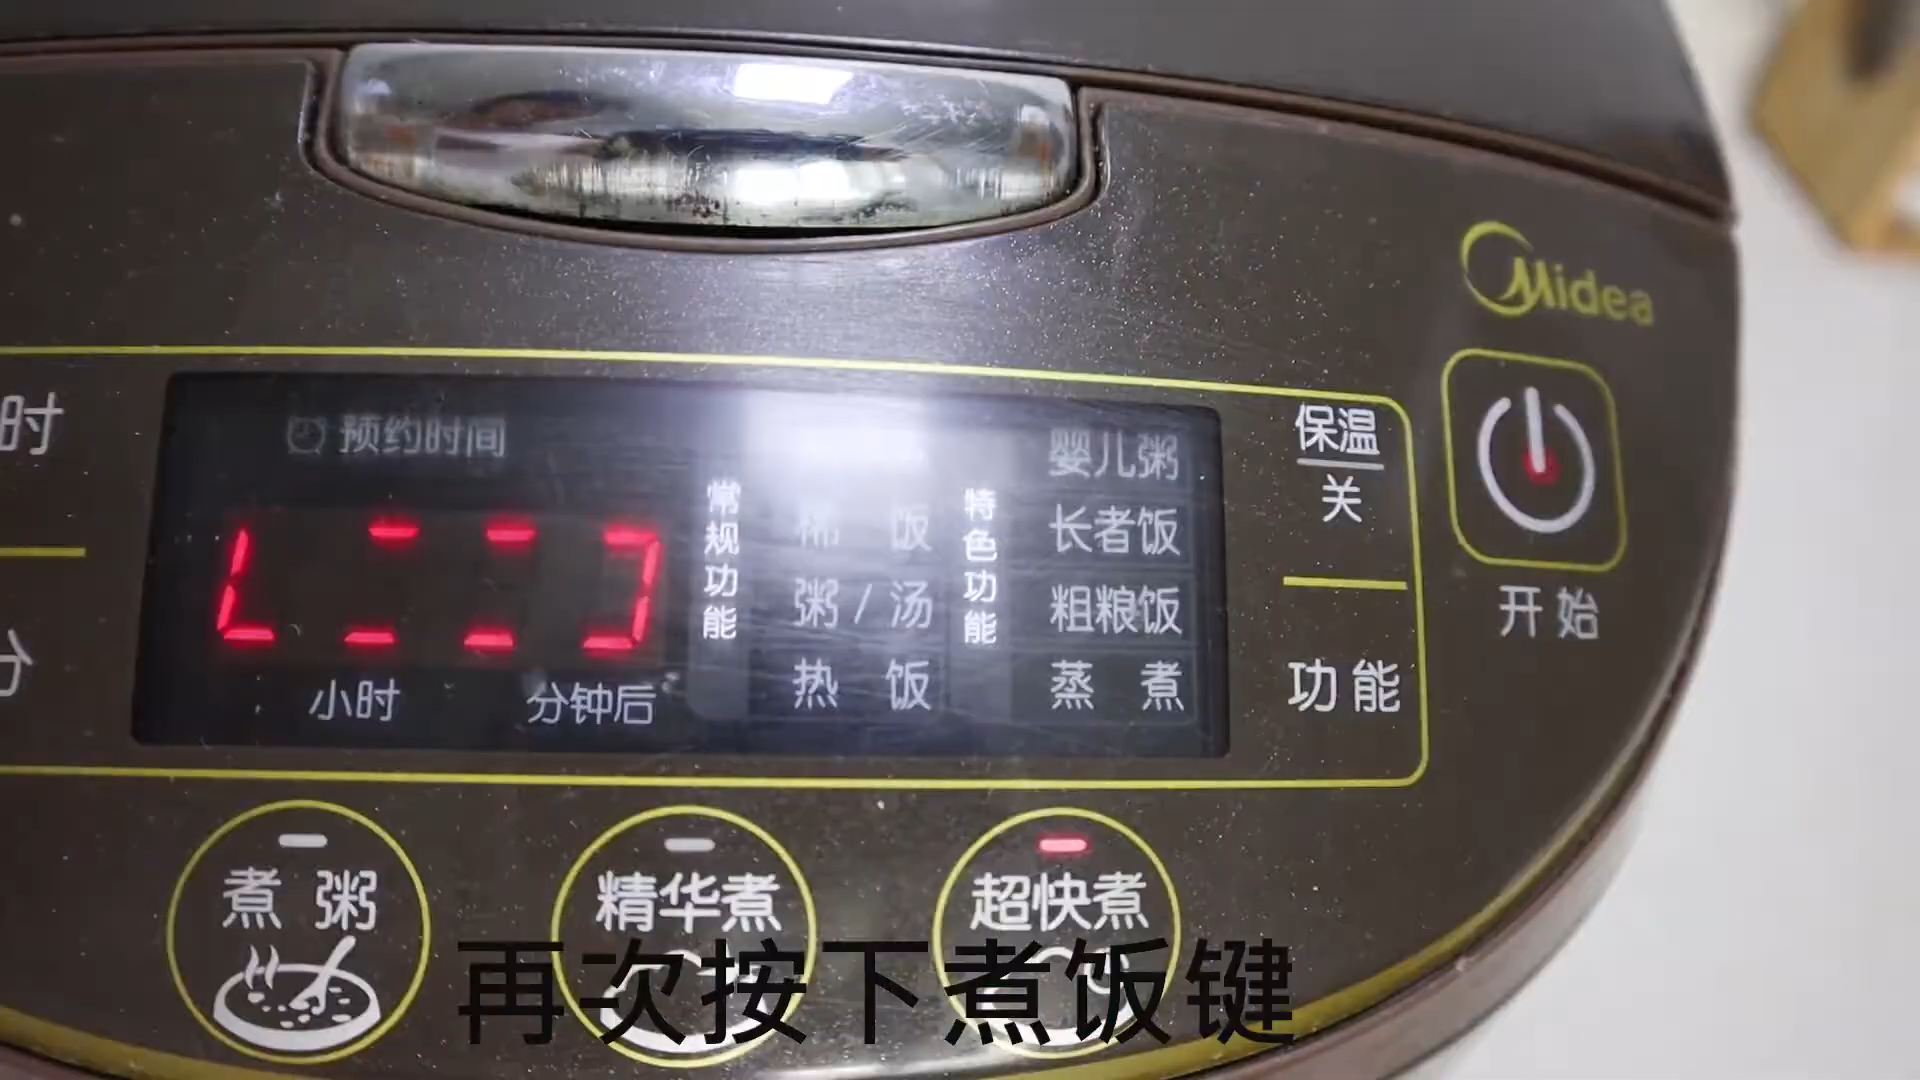 Midea
时
分
预约时间
小时
分钟后
常规功能
稀 饭
粥/汤
热 饭
特色功能
婴儿粥
长者饭
粗粮饭
蒸 煮
保温
关
功能
开始
煮粥
精华煮
超快煮
再次按下煮饭键